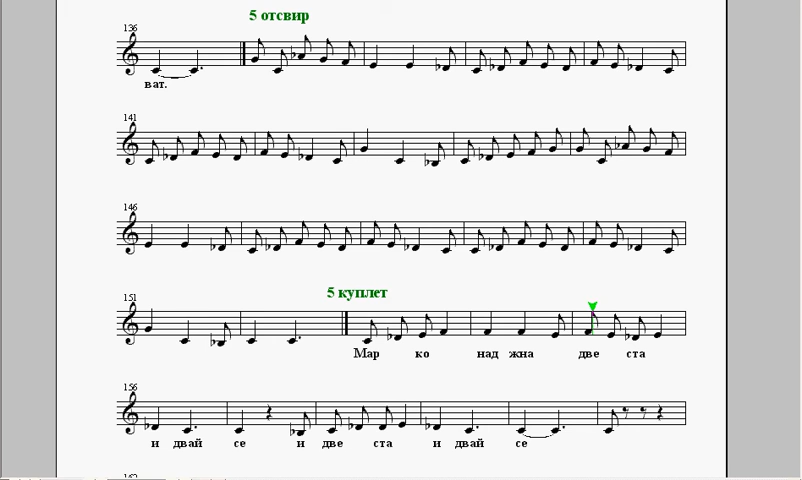 5 отсвир
136
ват.
141
146
151
5 куплет
Мар ко над жна две ста
156
и двай се и две ста и двай се